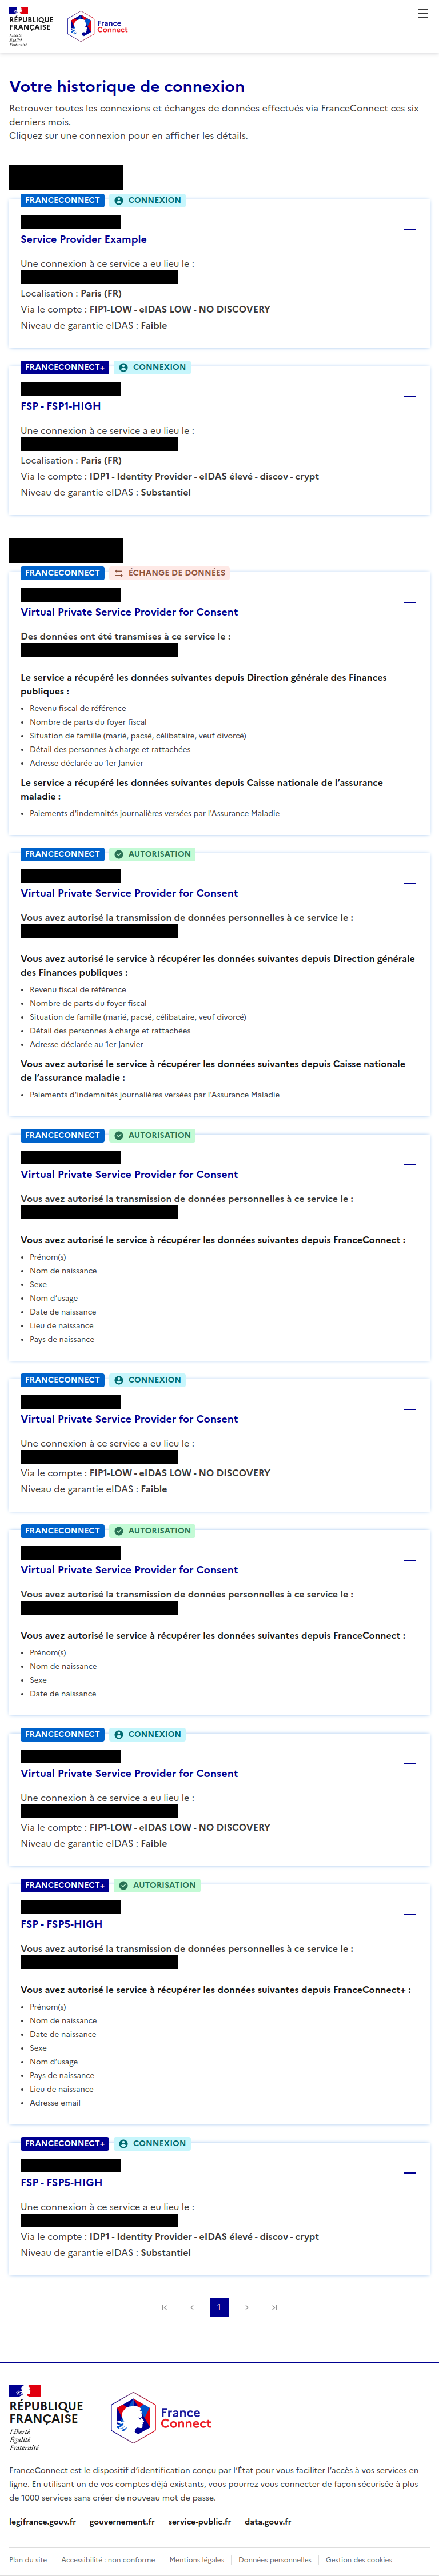 RÉPUBLIQUE
FRANÇAISE
Liberté
Égalité
Fraternité
France
Connect
Votre historique de connexion
Retrouver toutes les connexions et échanges de données effectués via FranceConnect ces six
derniers mois.
Cliquez sur une connexion pour en afficher les détails.
FRANCECONNECT CONNEXION
Service Provider Example
Une connexion à ce service a eu lieu le :
Localisation : Paris (FR)
Via le compte : FIP1-LOW - eIDAS LOW - NO DISCOVERY
Niveau de garantie eIDAS : Faible
FRANCECONNECT+ CONNEXION
FSP - FSP1-HIGH
Une connexion à ce service a eu lieu le :
Localisation : Paris (FR)
Via le compte : IDP1 - Identity Provider - eIDAS élevé - discov - crypt
Niveau de garantie eIDAS : Substantiel
FRANCECONNECT ÉCHANGE DE DONNÉES
Virtual Private Service Provider for Consent
Des données ont été transmises à ce service le :
Le service a récupéré les données suivantes depuis Direction générale des Finances
publiques :
• Revenu fiscal de référence
• Nombre de parts du foyer fiscal
• Situation de famille (marié, pacsé, célibataire, veuf divorcé)
• Détail des personnes à charge et rattachées
• Adresse déclarée au 1er Janvier
Le service a récupéré les données suivantes depuis Caisse nationale de l’assurance
maladie :
• Paiements d’indemnités journalières versées par l’Assurance Maladie
FRANCECONNECT AUTORISATION
Virtual Private Service Provider for Consent
Vous avez autorisé la transmission de données personnelles à ce service le :
Vous avez autorisé le service à récupérer les données suivantes depuis Direction générale
des Finances publiques :
• Revenu fiscal de référence
• Nombre de parts du foyer fiscal
• Situation de famille (marié, pacsé, célibataire, veuf divorcé)
• Détail des personnes à charge et rattachées
• Adresse déclarée au 1er Janvier
Vous avez autorisé le service à récupérer les données suivantes depuis Caisse nationale
de l’assurance maladie :
• Paiements d’indemnités journalières versées par l’Assurance Maladie
FRANCECONNECT AUTORISATION
Virtual Private Service Provider for Consent
Vous avez autorisé la transmission de données personnelles à ce service le :
Vous avez autorisé le service à récupérer les données suivantes depuis FranceConnect :
• Prénom(s)
• Nom de naissance
• Sexe
• Nom d’usage
• Date de naissance
• Lieu de naissance
• Pays de naissance
FRANCECONNECT CONNEXION
Virtual Private Service Provider for Consent
Une connexion à ce service a eu lieu le :
Via le compte : FIP1-LOW - eIDAS LOW - NO DISCOVERY
Niveau de garantie eIDAS : Faible
FRANCECONNECT AUTORISATION
Virtual Private Service Provider for Consent
Vous avez autorisé la transmission de données personnelles à ce service le :
Vous avez autorisé le service à récupérer les données suivantes depuis FranceConnect :
• Prénom(s)
• Nom de naissance
• Sexe
• Date de naissance
FRANCECONNECT CONNEXION
Virtual Private Service Provider for Consent
Une connexion à ce service a eu lieu le :
Via le compte : FIP1-LOW - eIDAS LOW - NO DISCOVERY
Niveau de garantie eIDAS : Faible
FRANCECONNECT+ AUTORISATION
FSP - FSP5-HIGH
Vous avez autorisé la transmission de données personnelles à ce service le :
Vous avez autorisé le service à récupérer les données suivantes depuis FranceConnect+ :
• Prénom(s)
• Nom de naissance
• Date de naissance
• Sexe
• Nom d’usage
• Pays de naissance
• Lieu de naissance
• Adresse email
FRANCECONNECT+ CONNEXION
FSP - FSP5-HIGH
Une connexion à ce service a eu lieu le :
Via le compte : IDP1 - Identity Provider - eIDAS élevé - discov - crypt
Niveau de garantie eIDAS : Substantiel
1
RÉPUBLIQUE
FRANÇAISE
Liberté
Égalité
Fraternité
France
Connect
FranceConnect est le dispositif d’identification conçu par l’État pour vous faciliter l’accès à vos services en
ligne. En utilisant un de vos comptes déjà existants, vous pourrez vous connecter de façon sécurisée à plus
de 1000 services sans créer de nouveau mot de passe.
legifrance.gouv.fr gouvernement.fr service-public.fr data.gouv.fr
Plan du site Accessibilité : non conforme Mentions légales Données personnelles Gestion des cookies